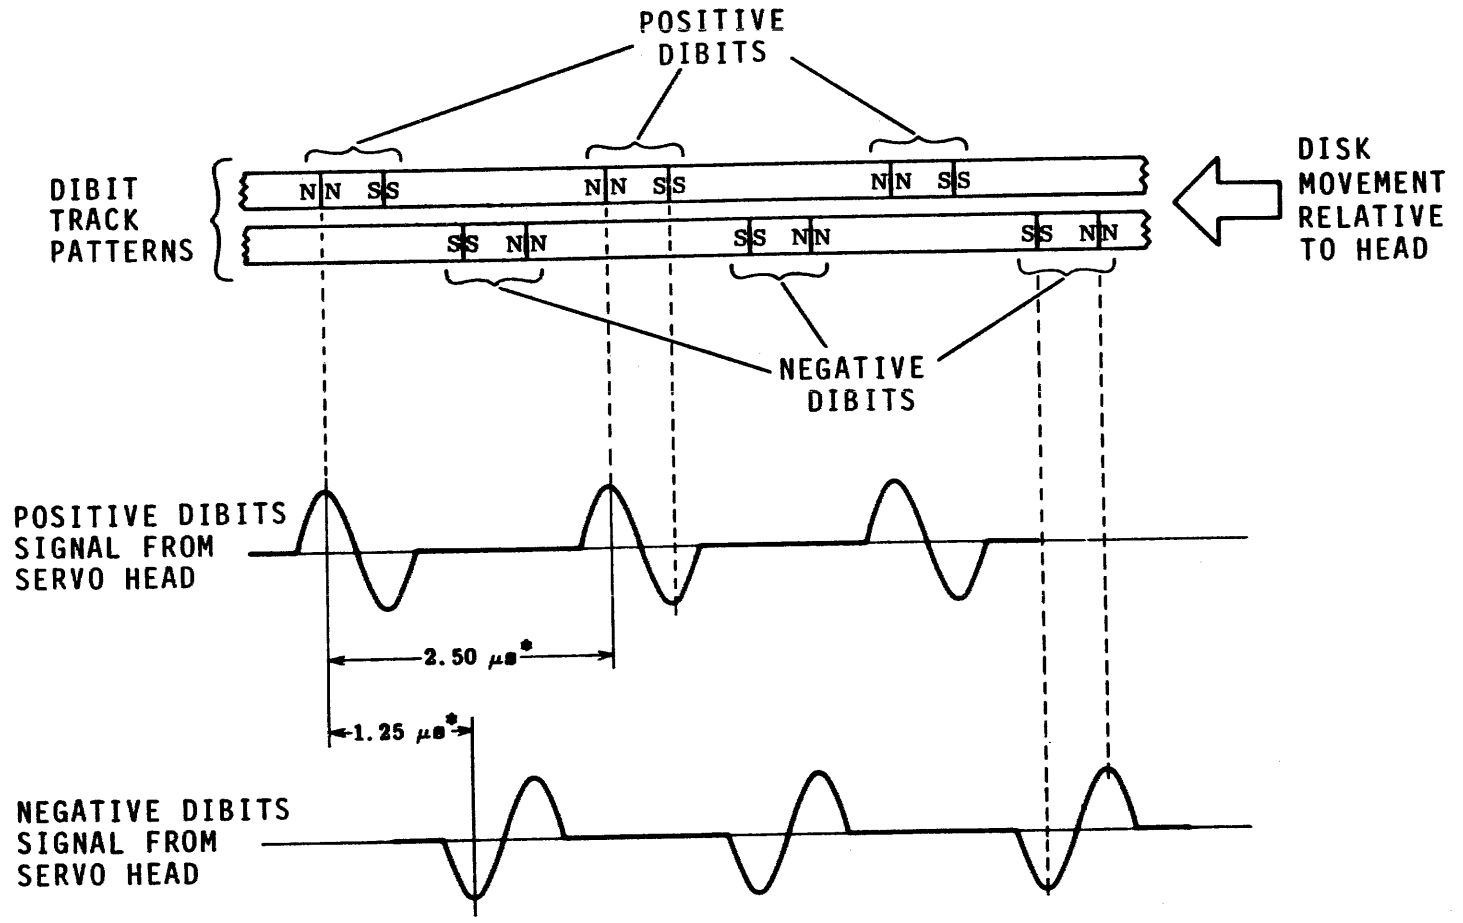 POSITIVE
DIBITS
DISK
MOVEMENT
RELATIVE
TO HEAD
DIBIT
TRACK
PATTERNS
N N S S N N S S N N S S
S S N N S S N N S S N N
NEGATIVE
DIBITS
POSITIVE DIBITS
SIGNAL FROM
SERVO HEAD
2.50 μs*
1.25 μs*
NEGATIVE DIBITS
SIGNAL FROM
SERVO HEAD